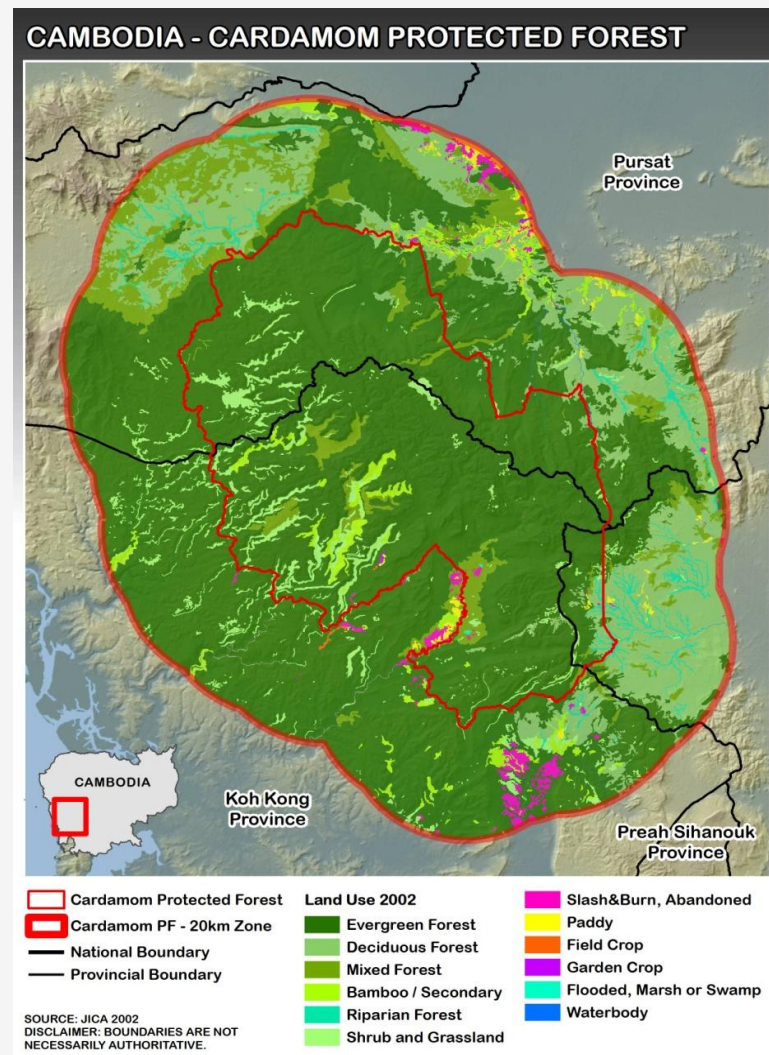 CAMBODIA - CARDAMOM PROTECTED FOREST
Pursat
Province
CAMBODIA
Koh Kong
Province
Preah Sihanouk
Province
Cardamom Protected Forest
Cardamom PF - 20km Zone
National Boundary
Provincial Boundary
SOURCE: JICA 2002
DISCLAIMER: BOUNDARIES ARE NOT
NECESSARILY AUTHORITATIVE.
Land Use 2002
Evergreen Forest
Deciduous Forest
Mixed Forest
Bamboo / Secondary
Riparian Forest
Shrub and Grassland
Slash&Burn, Abandoned
Paddy
Field Crop
Garden Crop
Flooded, Marsh or Swamp
Waterbody